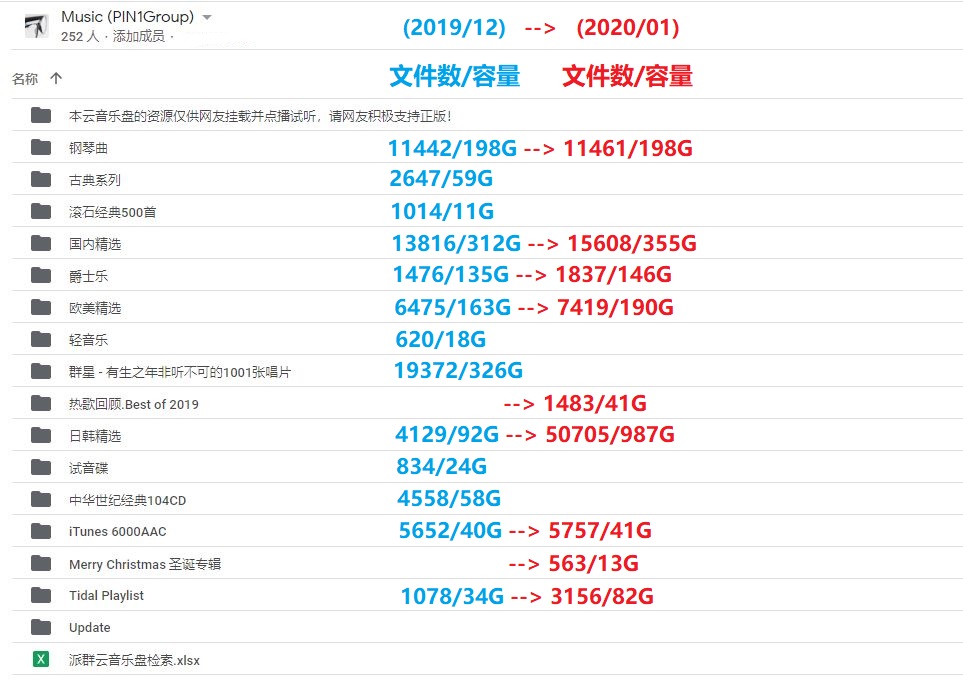 Music (PIN1Group) (2019/12) --> (2020/01)
252 人 · 添加成员 ·
名称 文件数/容量 文件数/容量
本云音乐盘的资源仅供网友挂载并点播试听，请网友积极支持正版！
钢琴曲 11442/198G --> 11461/198G
古典系列 2647/59G
滚石经典500首 1014/11G
国内精选 13816/312G --> 15608/355G
爵士乐 1476/135G --> 1837/146G
欧美精选 6475/163G --> 7419/190G
轻音乐 620/18G
群星 - 有生之年非听不可的1001张唱片 19372/326G
热歌回顾.Best of 2019 --> 1483/41G
日韩精选 4129/92G --> 50705/987G
试音碟 834/24G
中华世纪经典104CD 4558/58G
iTunes 6000AAC 5652/40G --> 5757/41G
Merry Christmas 圣诞专辑 --> 563/13G
Tidal Playlist 1078/34G --> 3156/82G
Update
X 派群云音乐盘检索.xlsx